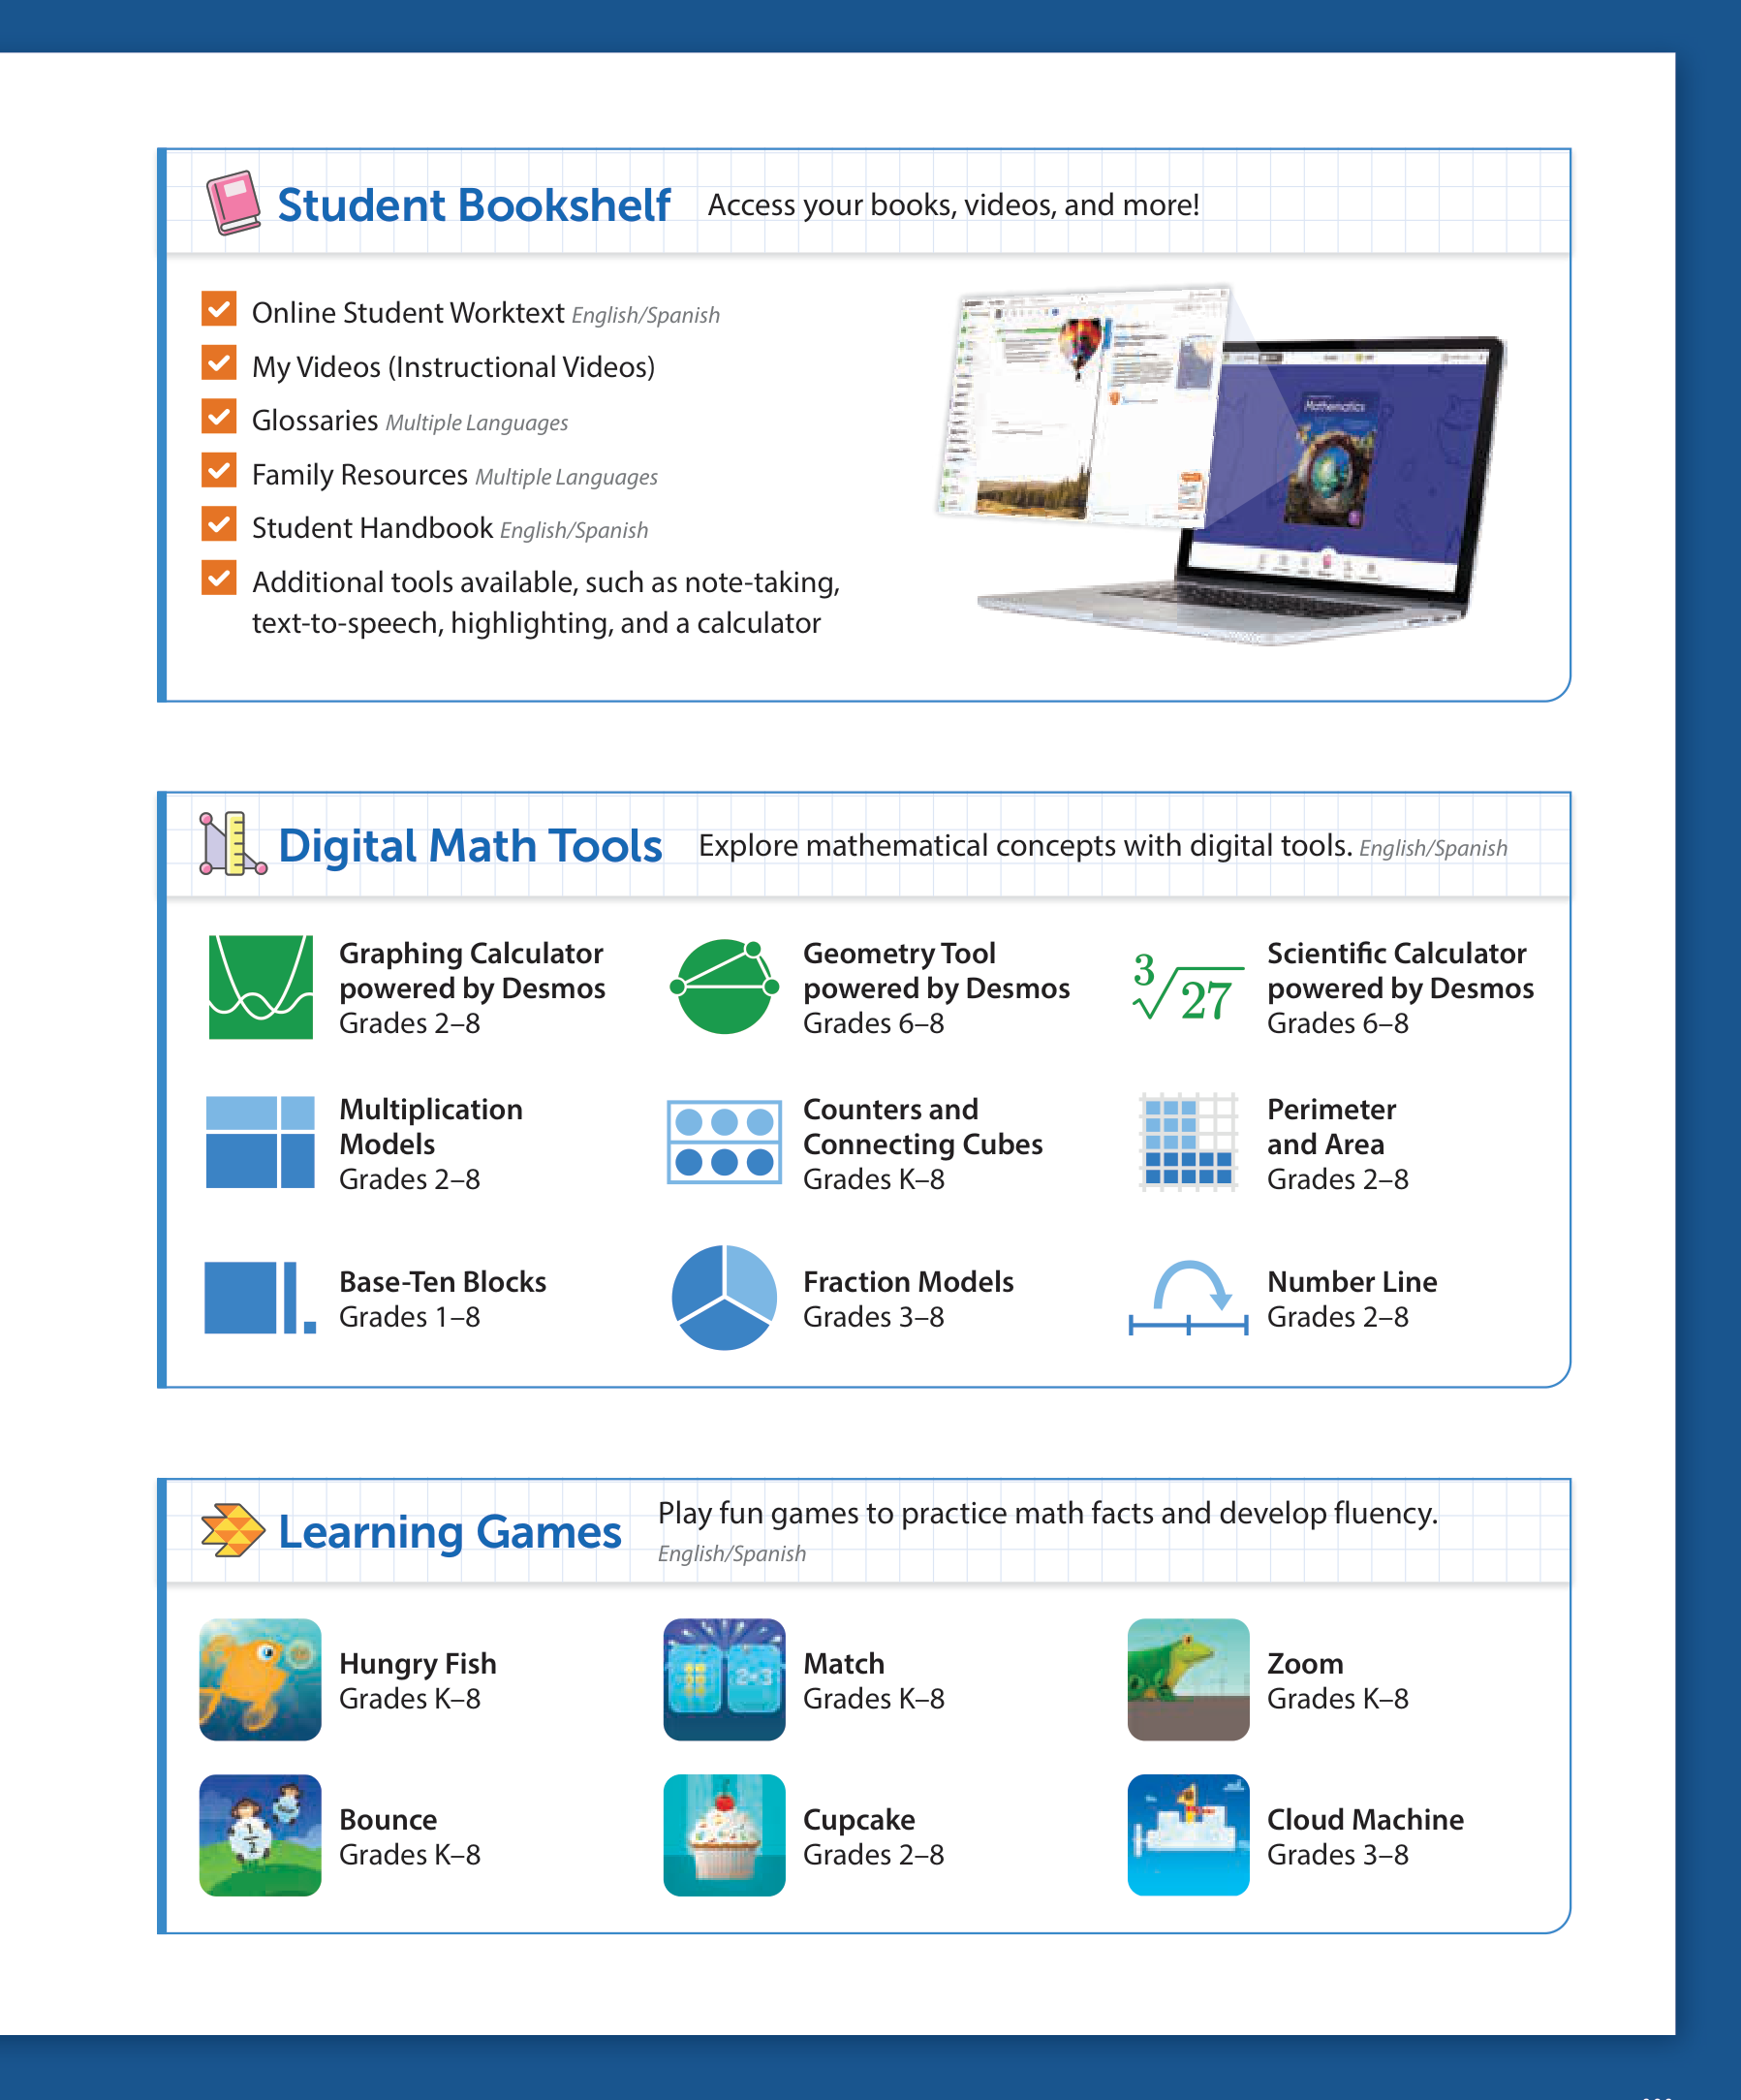 Student Bookshelf Access your books, videos, and more!
Online Student Worktext English/Spanish
My Videos (Instructional Videos)
Glossaries Multiple Languages
Family Resources Multiple Languages
Student Handbook English/Spanish
Additional tools available, such as note-taking,
text-to-speech, highlighting, and a calculator
Mathematics
Digital Math Tools Explore mathematical concepts with digital tools. English/Spanish
Graphing Calculator
powered by Desmos
Grades 2–8
Geometry Tool
powered by Desmos
Grades 6–8
∛27
Scientific Calculator
powered by Desmos
Grades 6–8
Multiplication
Models
Grades 2–8
Counters and
Connecting Cubes
Grades K–8
Perimeter
and Area
Grades 2–8
Base-Ten Blocks
Grades 1–8
Fraction Models
Grades 3–8
Number Line
Grades 2–8
Learning Games Play fun games to practice math facts and develop fluency.
English/Spanish
Hungry Fish
Grades K–8
Match
Grades K–8
Zoom
Grades K–8
Bounce
Grades K–8
Cupcake
Grades 2–8
Cloud Machine
Grades 3–8